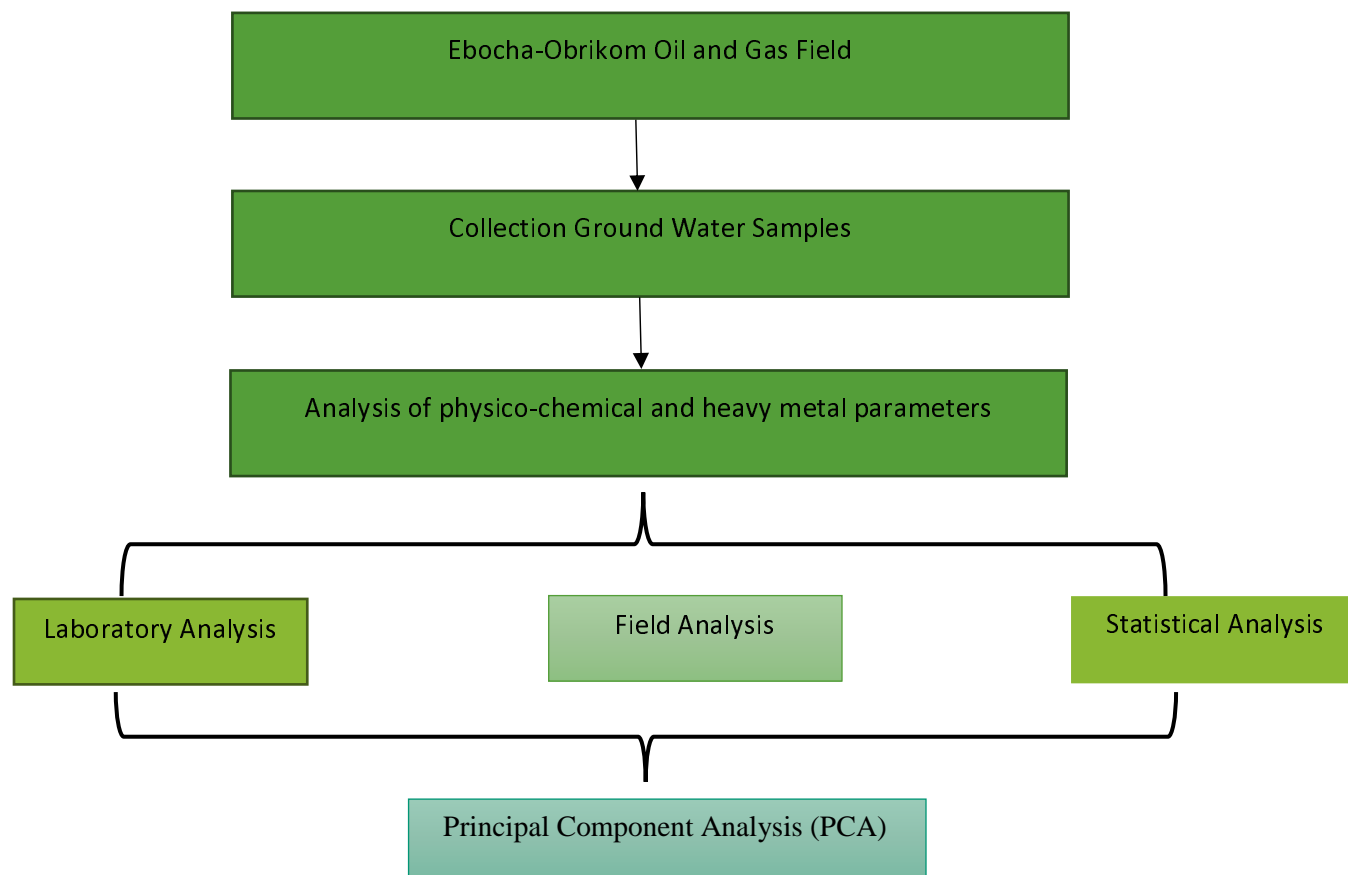 Ebocha-Obrikom Oil and Gas Field
Collection Ground Water Samples
Analysis of physico-chemical and heavy metal parameters
Laboratory Analysis
Field Analysis
Statistical Analysis
Principal Component Analysis (PCA)